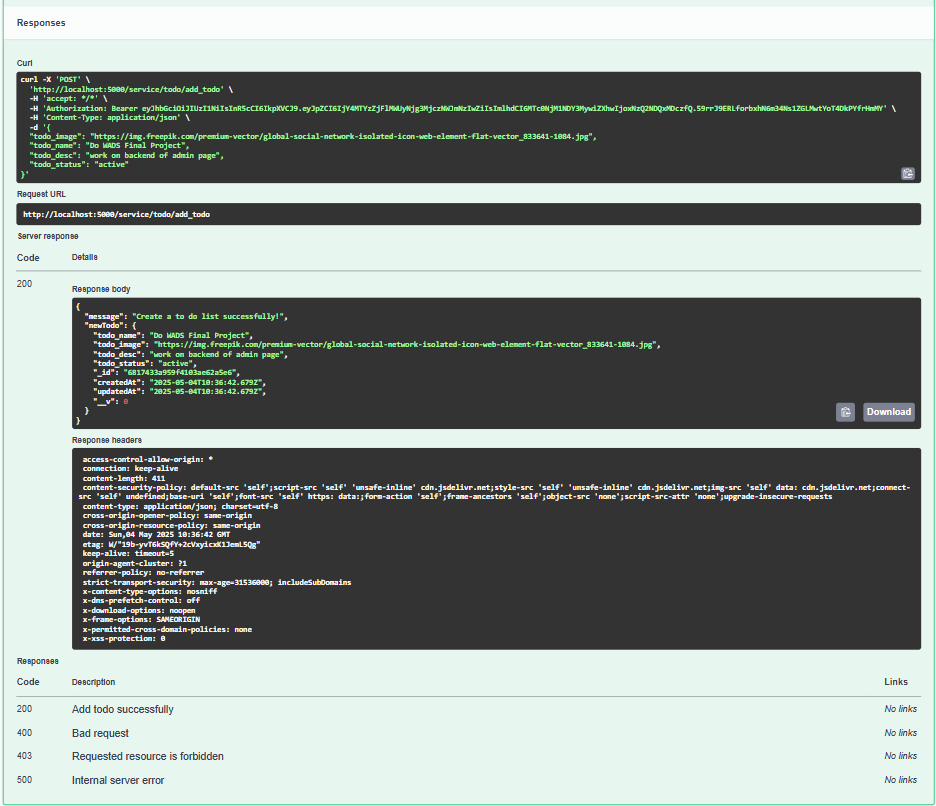 Responses
Curl
curl -X 'POST' \
'http://localhost:5000/service/todo/add_todo' \
-H 'accept: */*' \
-H 'Authorization: Bearer \
-H 'Content-Type: application/json' \
-d '{
"todo_image": "https://img.freepik.com/premium-vector/global-social-network-isolated-icon-web-element-flat-vector_833641-1084.jpg",
"todo_name": "Do WADS Final Project",
"todo_desc": "work on backend of admin page",
"todo_status": "active"
}'
Request URL
http://localhost:5000/service/todo/add_todo
Server response
Code Details
200
Response body
{
"message": "Create a to do list successfully!",
"newTodo": {
"todo_name": "Do WADS Final Project",
"todo_image": "https://img.freepik.com/premium-vector/global-social-network-isolated-icon-web-element-flat-vector_833641-1084.jpg",
"todo_desc": "work on backend of admin page",
"todo_status": "active",
"_id": "6817433a959f4103ae62a5e6",
"createdAt": "2025-05-04T10:36:42.679Z",
"updatedAt": "2025-05-04T10:36:42.679Z",
"__v": 0
}
}
Download
Response headers
access-control-allow-origin: *
connection: keep-alive
content-length: 411
content-security-policy: default-src 'self';script-src 'self' 'unsafe-inline' cdn.jsdelivr.net;style-src 'self' 'unsafe-inline' cdn.jsdelivr.net;img-src 'self' data: cdn.jsdelivr.net;connect-
src 'self' undefined;base-uri 'self';font-src 'self' https: data:;form-action 'self';frame-ancestors 'self';object-src 'none';script-src-attr 'none';upgrade-insecure-requests
content-type: application/json; charset=utf-8
cross-origin-opener-policy: same-origin
cross-origin-resource-policy: same-origin
date: Sun,04 May 2025 10:36:42 GMT
etag: W/"19b-yvT6kSQfY+2cVxyicxK1JemL5Qg"
keep-alive: timeout=5
origin-agent-cluster: ?1
referrer-policy: no-referrer
strict-transport-security: max-age=31536000; includeSubDomains
x-content-type-options: nosniff
x-dns-prefetch-control: off
x-download-options: noopen
x-frame-options: SAMEORIGIN
x-permitted-cross-domain-policies: none
x-xss-protection: 0
Responses
Code Description Links
200 Add todo successfully No links
400 Bad request No links
403 Requested resource is forbidden No links
500 Internal server error No links